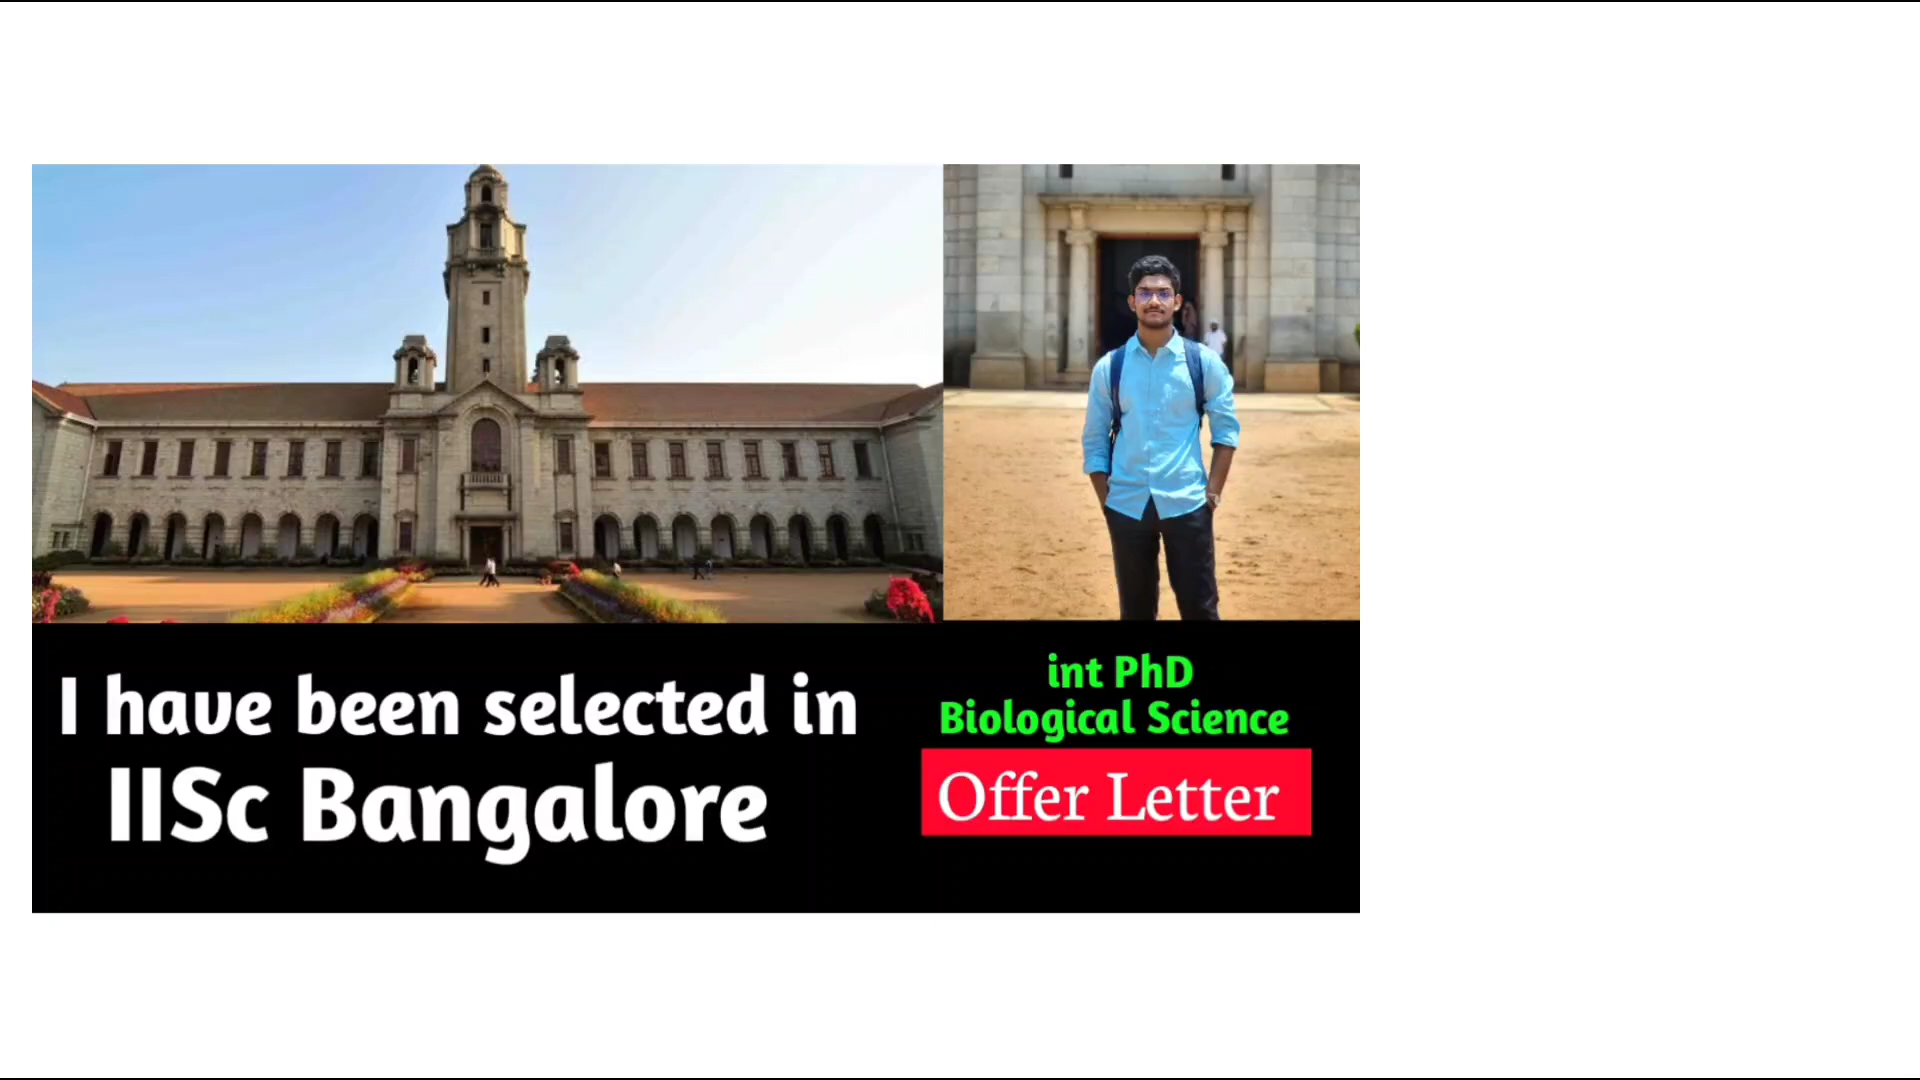 I have been selected in
IISc Bangalore
int PhD
Biological Science
Offer Letter